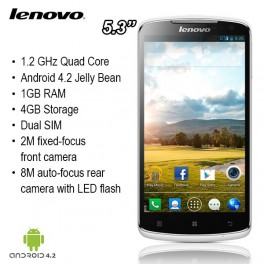 lenovo 5.3"
• 1.2 GHz Quad Core
• Android 4.2 Jelly Bean
• 1GB RAM
• 4GB Storage
• Dual SIM
• 2M fixed-focus
front camera
• 8M auto-focus rear
camera with LED flash
ANDROID 4.2
lenovo